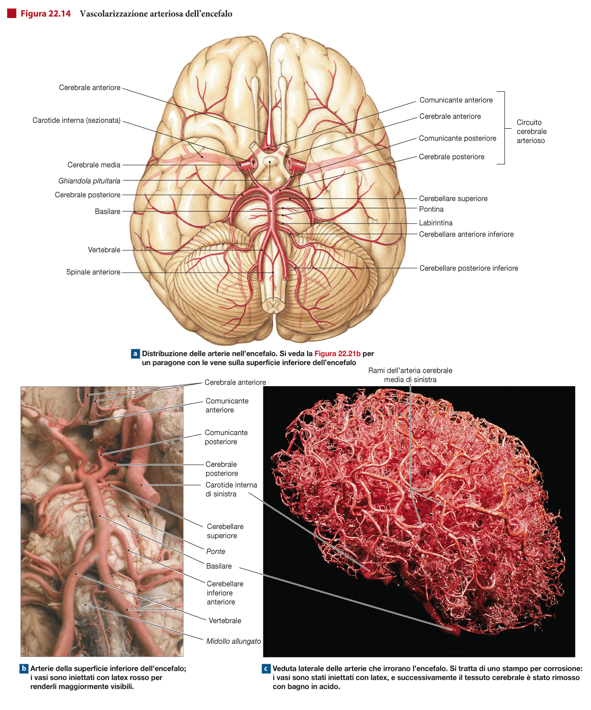 Figura 22.14 Vascolarizzazione arteriosa dell'encefalo
Cerebrale anteriore
Carotide interna (sezionata)
Cerebrale media
Ghiandola pituitaria
Cerebrale posteriore
Basilare
Vertebrale
Spinale anteriore
Comunicante anteriore
Cerebrale anteriore
Comunicante posteriore
Cerebrale posteriore
Circuito
cerebrale
arterioso
Cerebellare superiore
Pontina
Labirintina
Cerebellare anteriore inferiore
Cerebellare posteriore inferiore
a Distribuzione delle arterie nell'encefalo. Si veda la Figura 22.21b per
un paragone con le vene sulla superficie inferiore dell'encefalo
Rami dell'arteria cerebrale
media di sinistra
Cerebrale anteriore
Comunicante
anteriore
Comunicante
posteriore
Cerebrale
posteriore
Carotide interna
di sinistra
Cerebellare
superiore
Ponte
Basilare
Cerebellare
inferiore
anteriore
Vertebrale
Midollo allungato
b Arterie della superficie inferiore dell'encefalo;
i vasi sono iniettati con latex rosso per
renderli maggiormente visibili.
c Veduta laterale delle arterie che irrorano l'encefalo. Si tratta di uno stampo per corrosione:
i vasi sono stati iniettati con latex, e successivamente il tessuto cerebrale è stato rimosso
con bagno in acido.